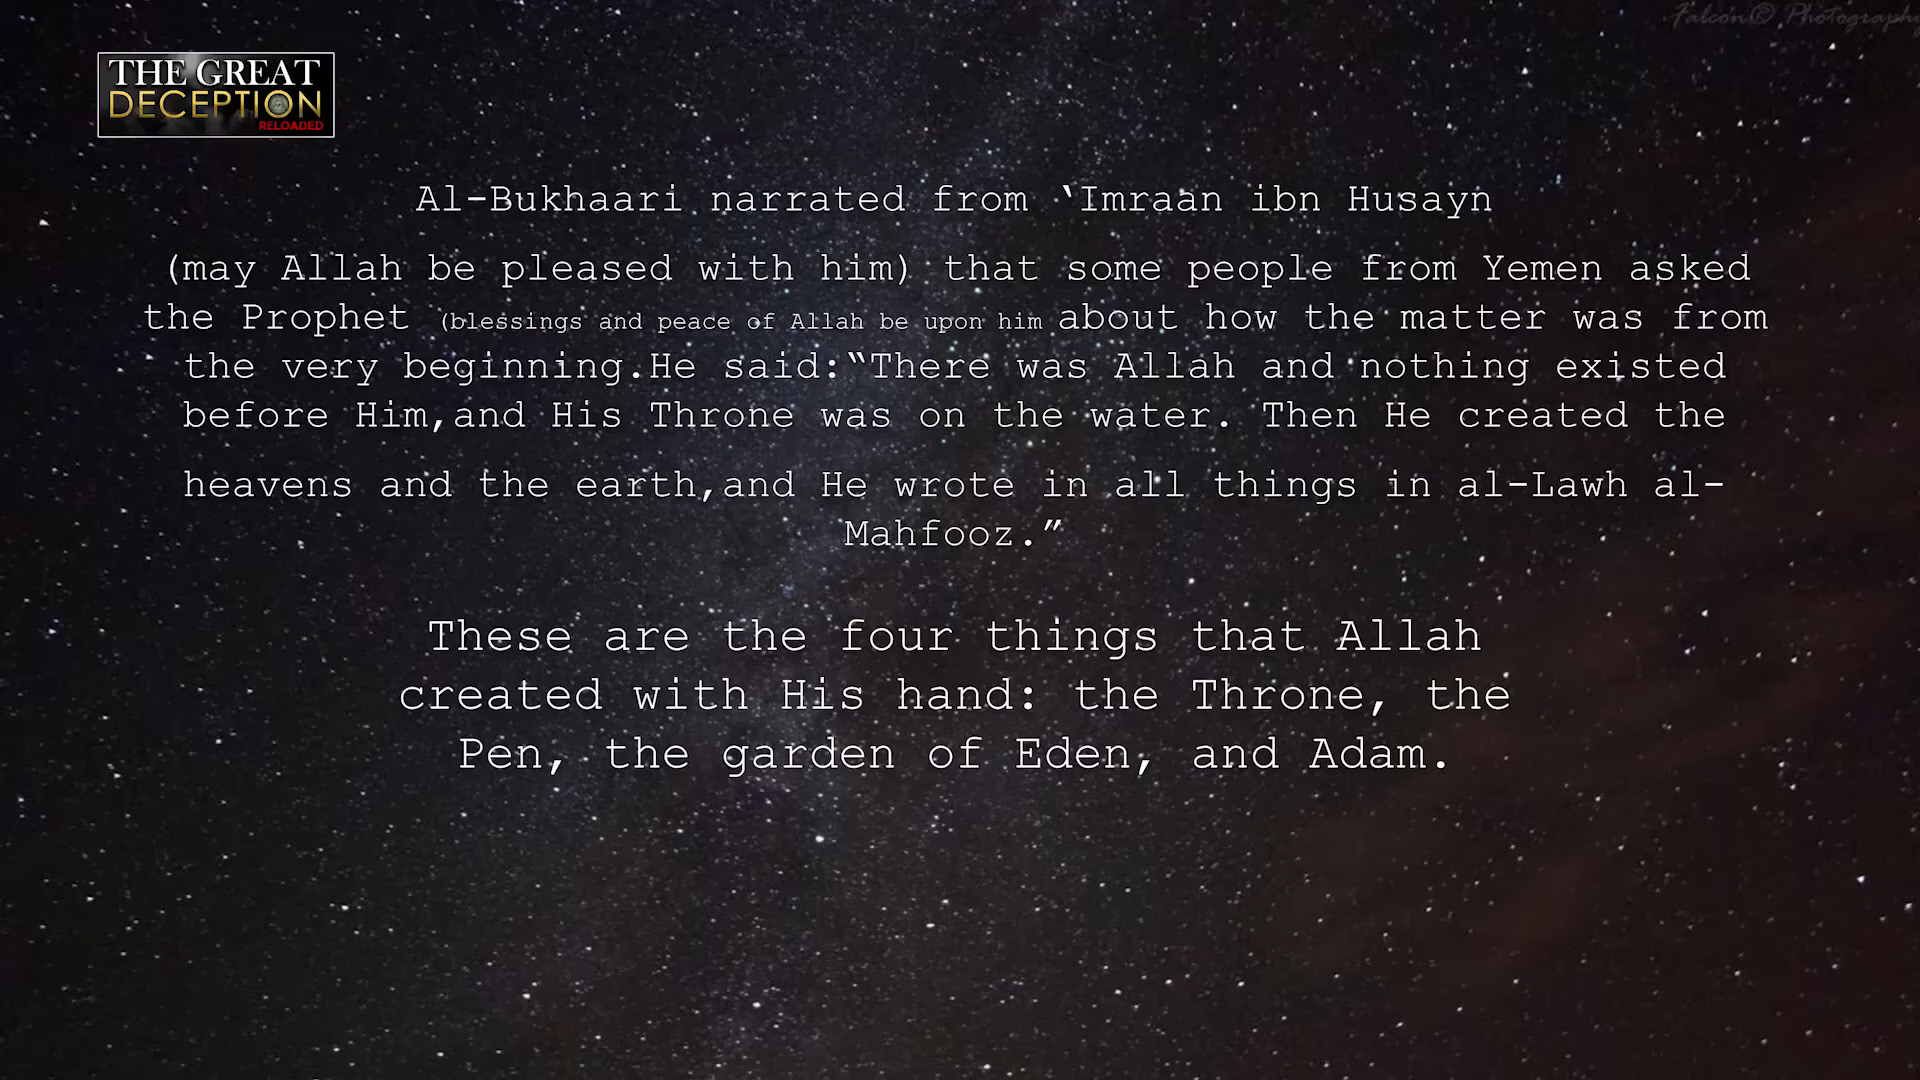 Falcon® Photography
THE GREAT
DECEPTION
RELOADED
Al-Bukhaari narrated from ‘Imraan ibn Husayn
(may Allah be pleased with him) that some people from Yemen asked
the Prophet (blessings and peace of Allah be upon him about how the matter was from
the very beginning.He said:“There was Allah and nothing existed
before Him,and His Throne was on the water. Then He created the
heavens and the earth,and He wrote in all things in al-Lawh al-
Mahfooz.”
These are the four things that Allah
created with His hand: the Throne, the
Pen, the garden of Eden, and Adam.